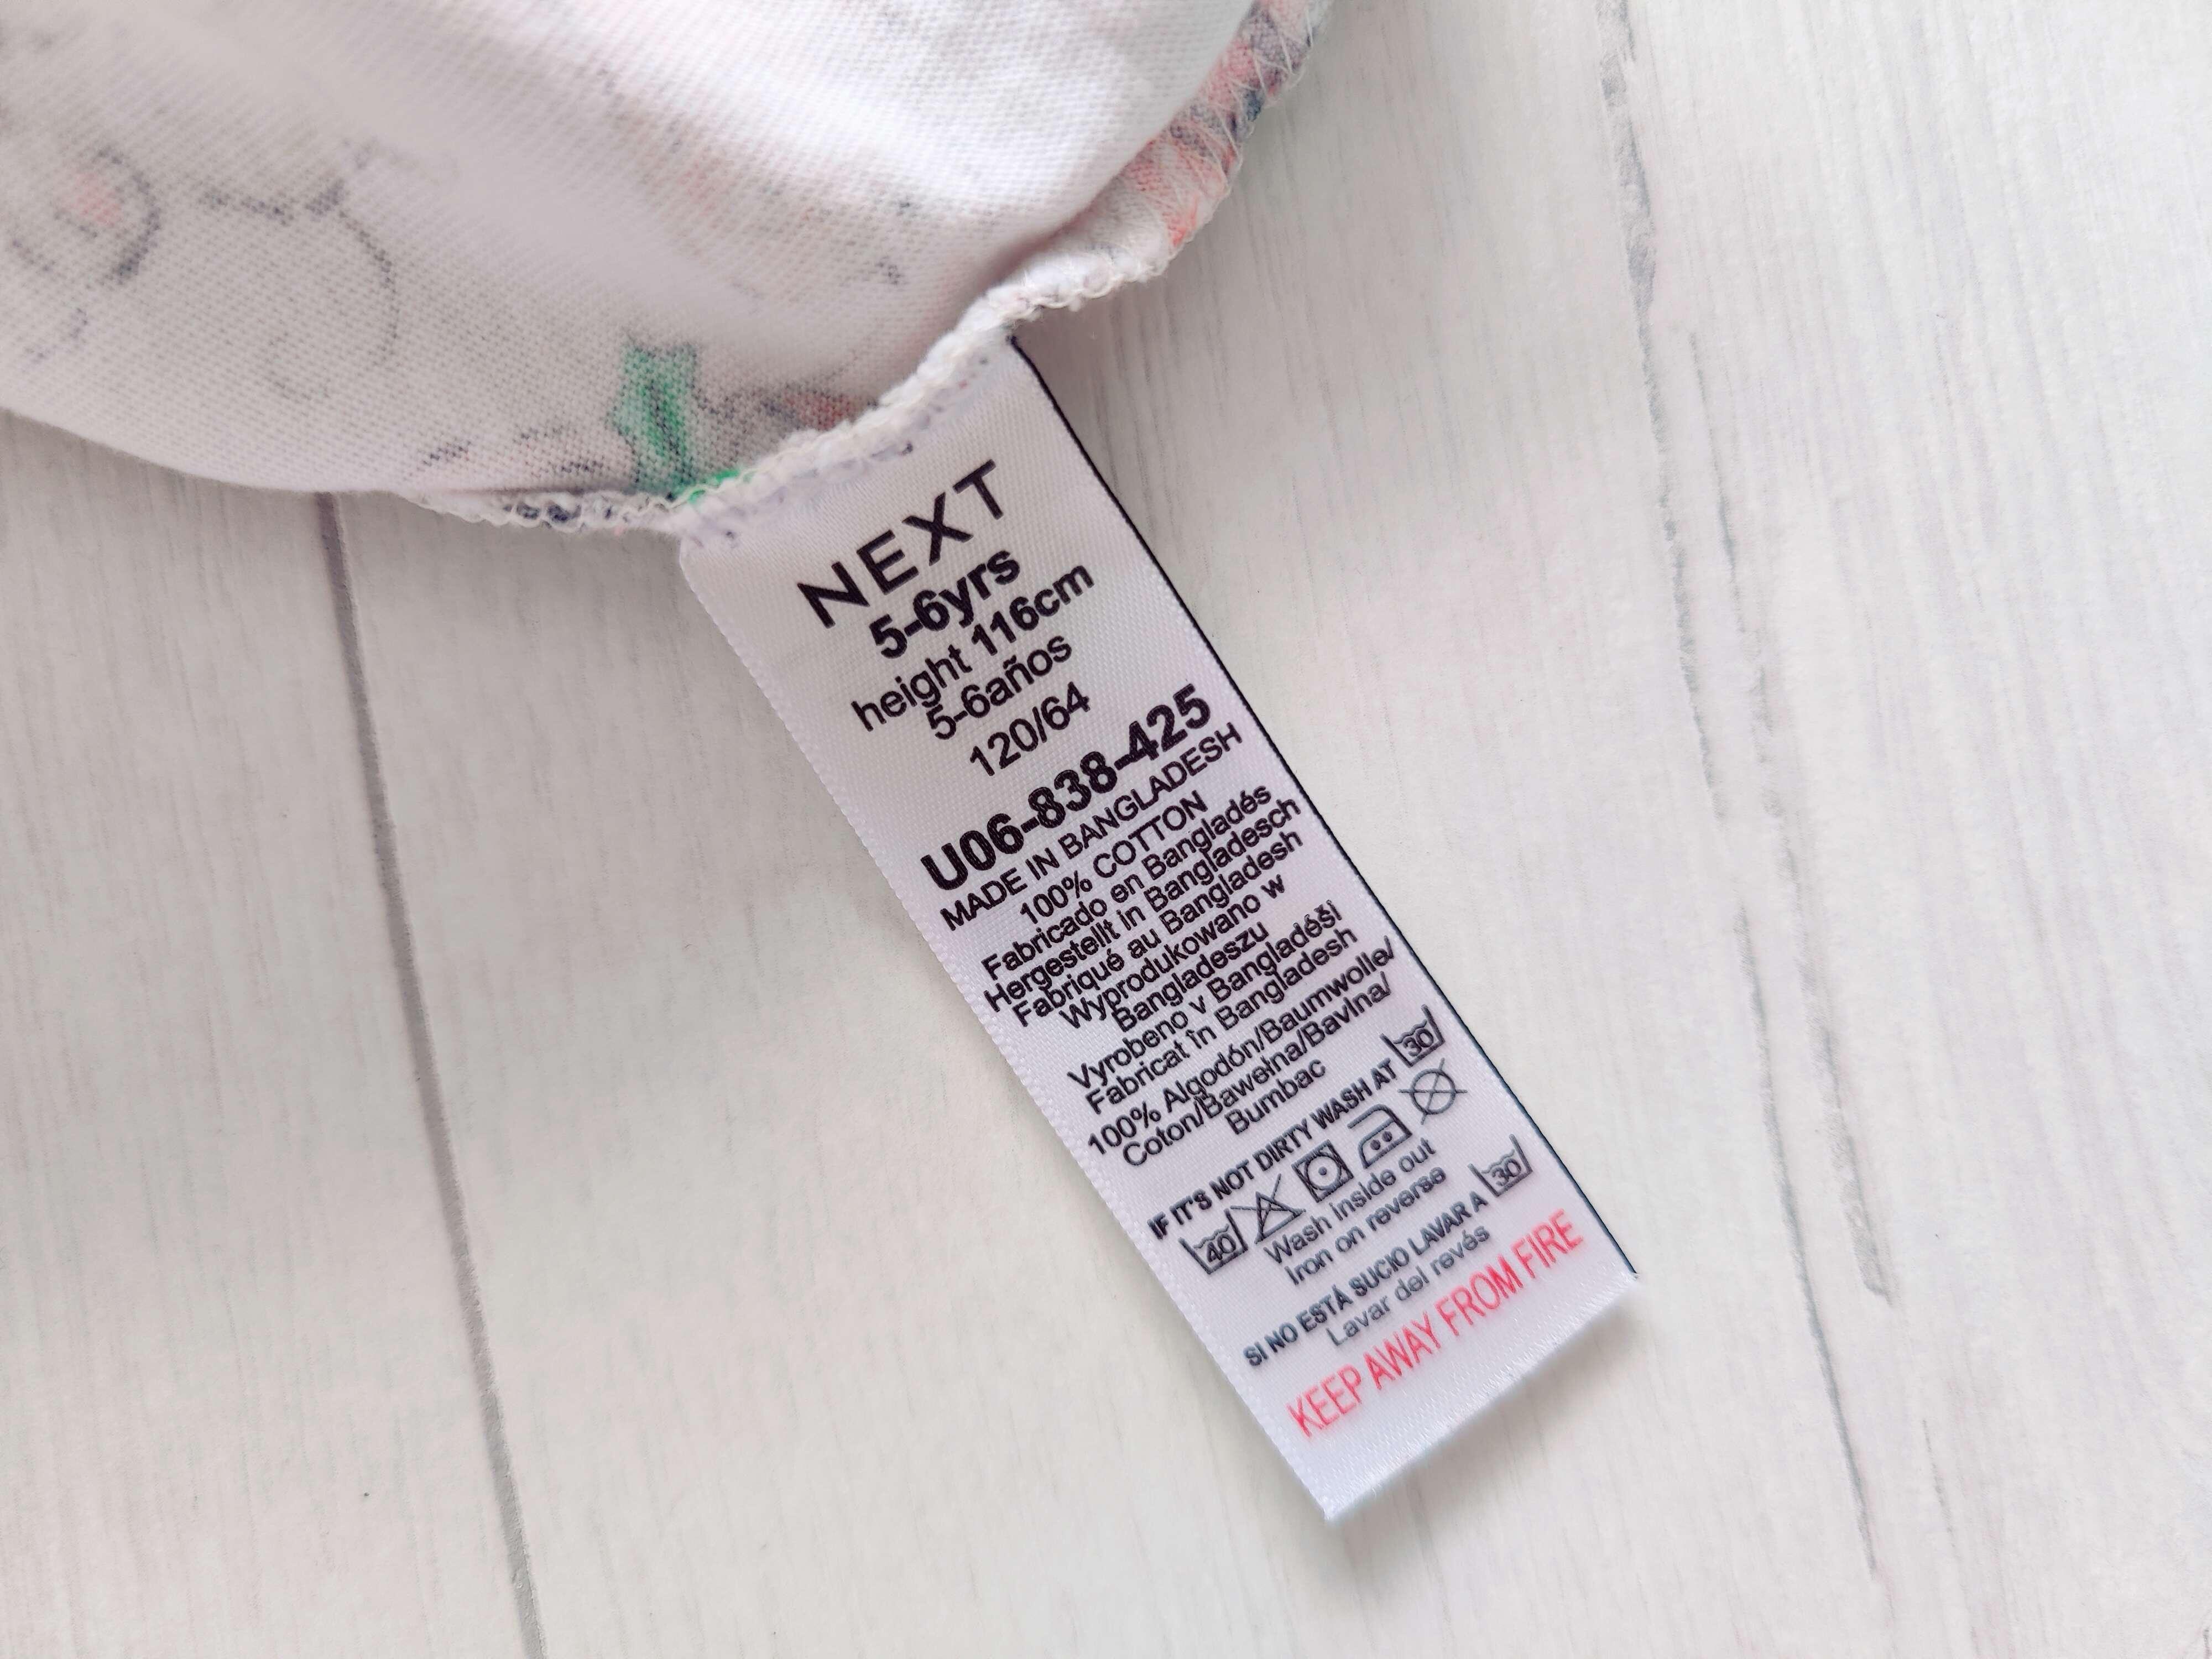 NEXT
5-6yrs
height 116cm
5-6años
120/64
U06-838-425
MADE IN BANGLADESH
100% COTTON
Fabricado en Bangladés
Hergestellt in Bangladesch
Fabriqué au Bangladesh
Wyprodukowano w
Bangladeszu
Vyrobeno v Bangladéši
Fabricat în Bangladesh
100% Algodón/Baumwolle/
Coton/Bawełna/Bavlna/
Bumbac
IF IT'S NOT DIRTY WASH AT 30
40
Wash inside out
Iron on reverse
SI NO ESTÁ SUCIO LAVAR A 30
Lavar del revés
KEEP AWAY FROM FIRE